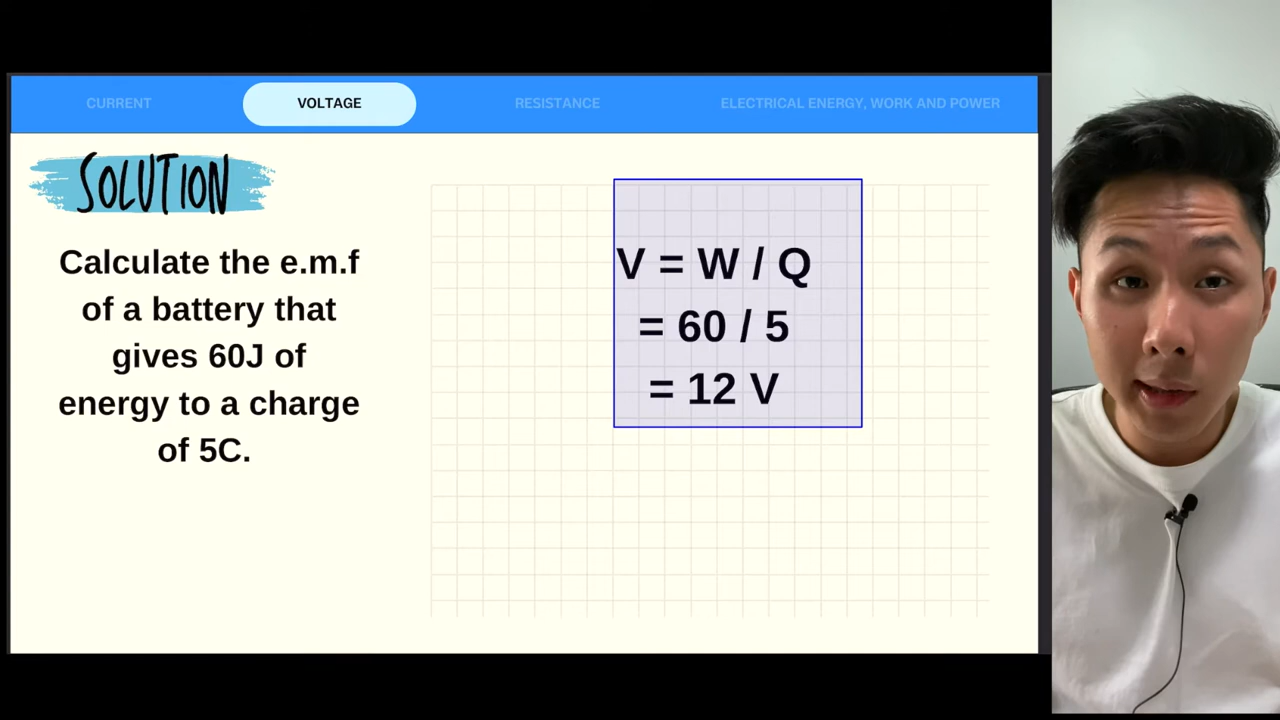 CURRENT VOLTAGE RESISTANCE ELECTRICAL ENERGY, WORK AND POWER
SOLUTION
Calculate the e.m.f
of a battery that
gives 60J of
energy to a charge
of 5C.
V = W / Q
= 60 / 5
= 12 V